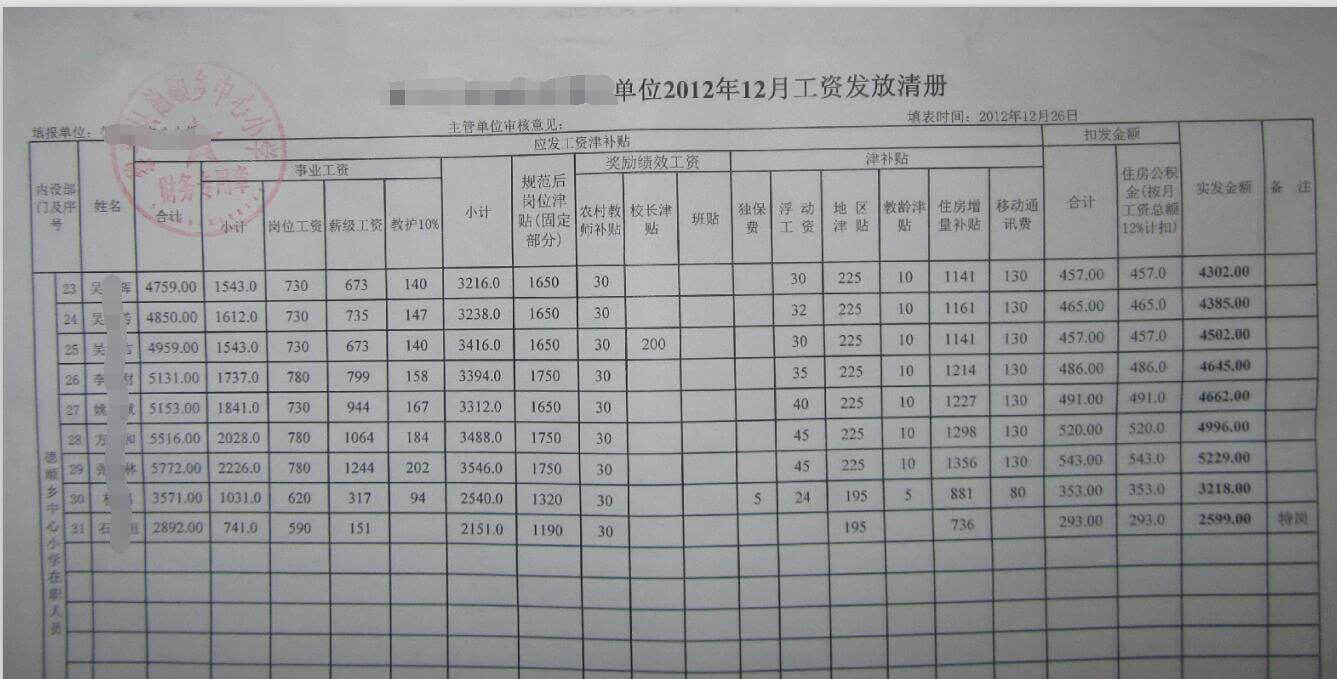 单位2012年12月工资发放清册
填报单位: 主管单位审核意见: 填表时间: 2012年12月26日
乡中心小学
财务专用章
内设部门及序号 姓名 应发工资津补贴 扣发金额 实发金额 备 注
合计 事业工资 小计 规范后岗位津贴(固定部分) 奖励绩效工资 津补贴 合计 住房公积金(按月工资总额12%计扣)
小计 岗位工资 薪级工资 教护10% 农村教师补贴 校长津贴 班贴 独保费 浮动工资 地区津贴 教龄津贴 住房增量补贴 移动通讯费
23 吴 辉 4759.00 1543.0 730 673 140 3216.0 1650 30 30 225 10 1141 130 457.00 457.0 4302.00
24 吴 4850.00 1612.0 730 735 147 3238.0 1650 30 32 225 10 1161 130 465.00 465.0 4385.00
25 吴 4959.00 1543.0 730 673 140 3416.0 1650 30 200 30 225 10 1141 130 457.00 457.0 4502.00
26 李 财 5131.00 1737.0 780 799 158 3394.0 1750 30 35 225 10 1214 130 486.00 486.0 4645.00
27 姚 5153.00 1841.0 730 944 167 3312.0 1650 30 40 225 10 1227 130 491.00 491.0 4662.00
28 方 和 5516.00 2028.0 780 1064 184 3488.0 1750 30 45 225 10 1298 130 520.00 520.0 4996.00
29 张 林 5772.00 2226.0 780 1244 202 3546.0 1750 30 45 225 10 1356 130 543.00 543.0 5229.00
30 3571.00 1031.0 620 317 94 2540.0 1320 30 5 24 195 5 881 80 353.00 353.0 3218.00
31 石 2892.00 741.0 590 151 2151.0 1190 30 195 736 293.00 293.0 2599.00 特岗
德顺乡中心小学在职人员